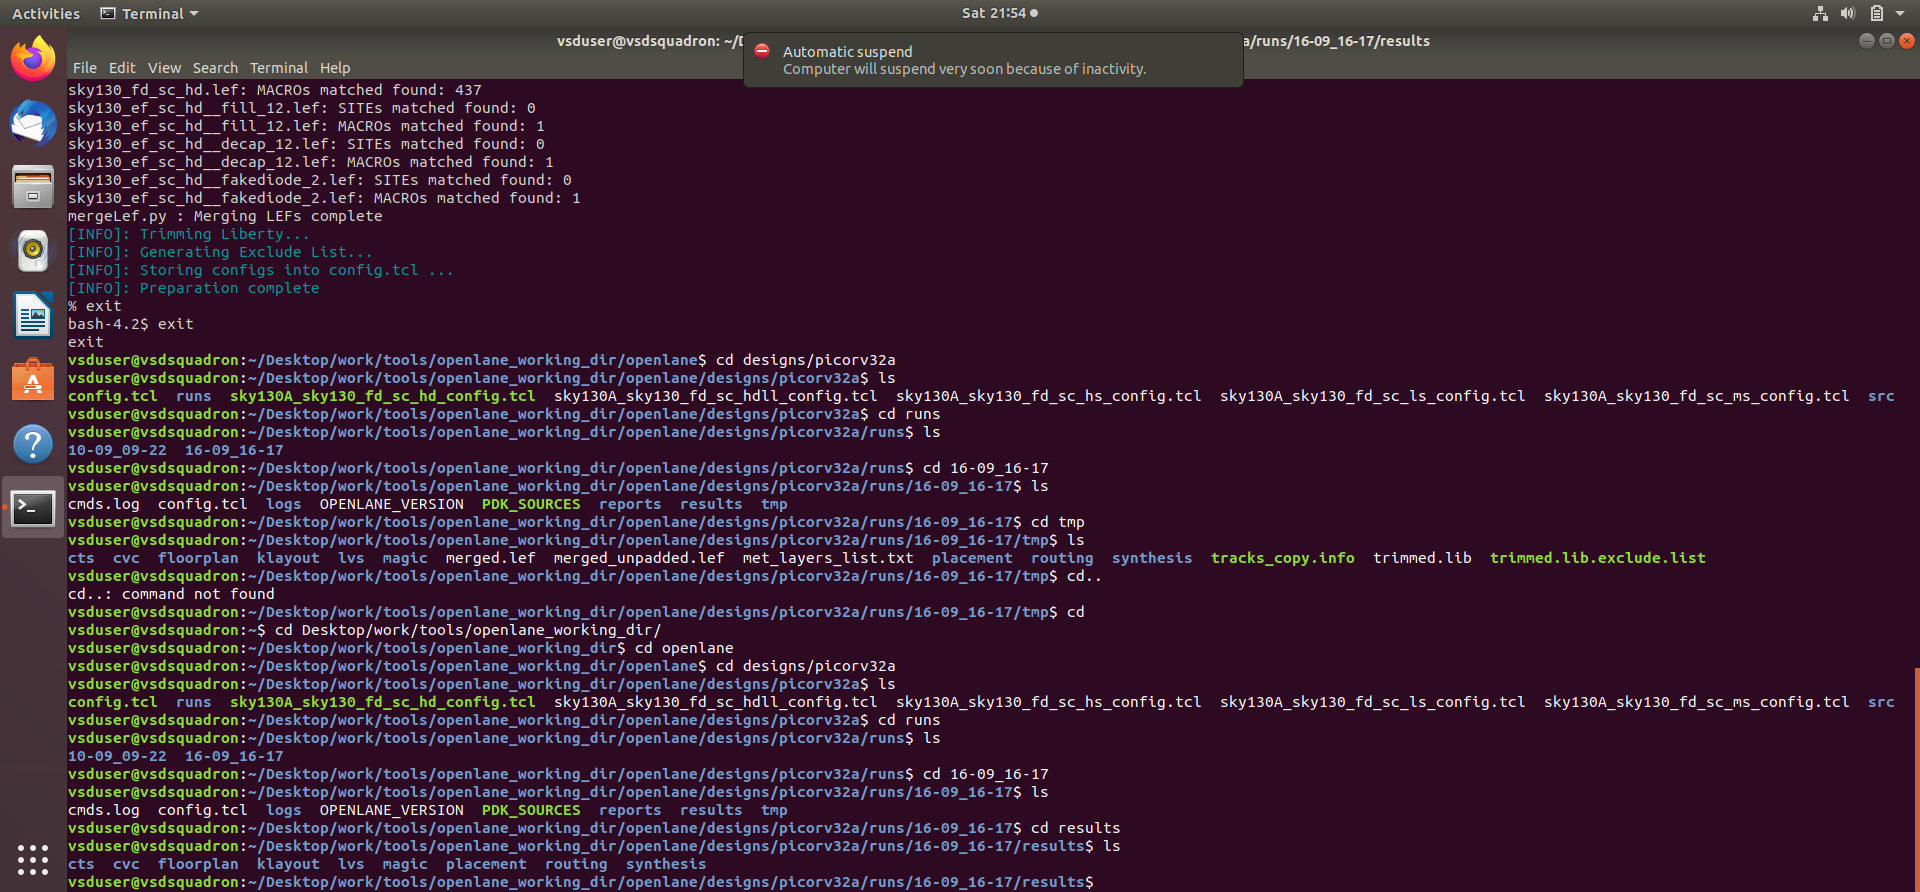 Activities Terminal Sat 21:54
vsduser@vsdsquadron: ~/D a/runs/16-09_16-17/results
Automatic suspend
Computer will suspend very soon because of inactivity.
File Edit View Search Terminal Help
sky130_fd_sc_hd.lef: MACROs matched found: 437
sky130_ef_sc_hd__fill_12.lef: SITEs matched found: 0
sky130_ef_sc_hd__fill_12.lef: MACROs matched found: 1
sky130_ef_sc_hd__decap_12.lef: SITEs matched found: 0
sky130_ef_sc_hd__decap_12.lef: MACROs matched found: 1
sky130_ef_sc_hd__fakediode_2.lef: SITEs matched found: 0
sky130_ef_sc_hd__fakediode_2.lef: MACROs matched found: 1
mergeLef.py : Merging LEFs complete
[INFO]: Trimming Liberty...
[INFO]: Generating Exclude List...
[INFO]: Storing configs into config.tcl ...
[INFO]: Preparation complete
% exit
bash-4.2$ exit
exit
vsduser@vsdsquadron:~/Desktop/work/tools/openlane_working_dir/openlane$ cd designs/picorv32a
vsduser@vsdsquadron:~/Desktop/work/tools/openlane_working_dir/openlane/designs/picorv32a$ ls
config.tcl runs sky130A_sky130_fd_sc_hd_config.tcl sky130A_sky130_fd_sc_hdll_config.tcl sky130A_sky130_fd_sc_hs_config.tcl sky130A_sky130_fd_sc_ls_config.tcl sky130A_sky130_fd_sc_ms_config.tcl src
vsduser@vsdsquadron:~/Desktop/work/tools/openlane_working_dir/openlane/designs/picorv32a$ cd runs
vsduser@vsdsquadron:~/Desktop/work/tools/openlane_working_dir/openlane/designs/picorv32a/runs$ ls
10-09_09-22 16-09_16-17
vsduser@vsdsquadron:~/Desktop/work/tools/openlane_working_dir/openlane/designs/picorv32a/runs$ cd 16-09_16-17
vsduser@vsdsquadron:~/Desktop/work/tools/openlane_working_dir/openlane/designs/picorv32a/runs/16-09_16-17$ ls
cmds.log config.tcl logs OPENLANE_VERSION PDK_SOURCES reports results tmp
vsduser@vsdsquadron:~/Desktop/work/tools/openlane_working_dir/openlane/designs/picorv32a/runs/16-09_16-17$ cd tmp
vsduser@vsdsquadron:~/Desktop/work/tools/openlane_working_dir/openlane/designs/picorv32a/runs/16-09_16-17/tmp$ ls
cts cvc floorplan klayout lvs magic merged.lef merged_unpadded.lef met_layers_list.txt placement routing synthesis tracks_copy.info trimmed.lib trimmed.lib.exclude.list
vsduser@vsdsquadron:~/Desktop/work/tools/openlane_working_dir/openlane/designs/picorv32a/runs/16-09_16-17/tmp$ cd..
cd..: command not found
vsduser@vsdsquadron:~/Desktop/work/tools/openlane_working_dir/openlane/designs/picorv32a/runs/16-09_16-17/tmp$ cd
vsduser@vsdsquadron:~$ cd Desktop/work/tools/openlane_working_dir/
vsduser@vsdsquadron:~/Desktop/work/tools/openlane_working_dir$ cd openlane
vsduser@vsdsquadron:~/Desktop/work/tools/openlane_working_dir/openlane$ cd designs/picorv32a
vsduser@vsdsquadron:~/Desktop/work/tools/openlane_working_dir/openlane/designs/picorv32a$ ls
config.tcl runs sky130A_sky130_fd_sc_hd_config.tcl sky130A_sky130_fd_sc_hdll_config.tcl sky130A_sky130_fd_sc_hs_config.tcl sky130A_sky130_fd_sc_ls_config.tcl sky130A_sky130_fd_sc_ms_config.tcl src
vsduser@vsdsquadron:~/Desktop/work/tools/openlane_working_dir/openlane/designs/picorv32a$ cd runs
vsduser@vsdsquadron:~/Desktop/work/tools/openlane_working_dir/openlane/designs/picorv32a/runs$ ls
10-09_09-22 16-09_16-17
vsduser@vsdsquadron:~/Desktop/work/tools/openlane_working_dir/openlane/designs/picorv32a/runs$ cd 16-09_16-17
vsduser@vsdsquadron:~/Desktop/work/tools/openlane_working_dir/openlane/designs/picorv32a/runs/16-09_16-17$ ls
cmds.log config.tcl logs OPENLANE_VERSION PDK_SOURCES reports results tmp
vsduser@vsdsquadron:~/Desktop/work/tools/openlane_working_dir/openlane/designs/picorv32a/runs/16-09_16-17$ cd results
vsduser@vsdsquadron:~/Desktop/work/tools/openlane_working_dir/openlane/designs/picorv32a/runs/16-09_16-17/results$ ls
cts cvc floorplan klayout lvs magic placement routing synthesis
vsduser@vsdsquadron:~/Desktop/work/tools/openlane_working_dir/openlane/designs/picorv32a/runs/16-09_16-17/results$